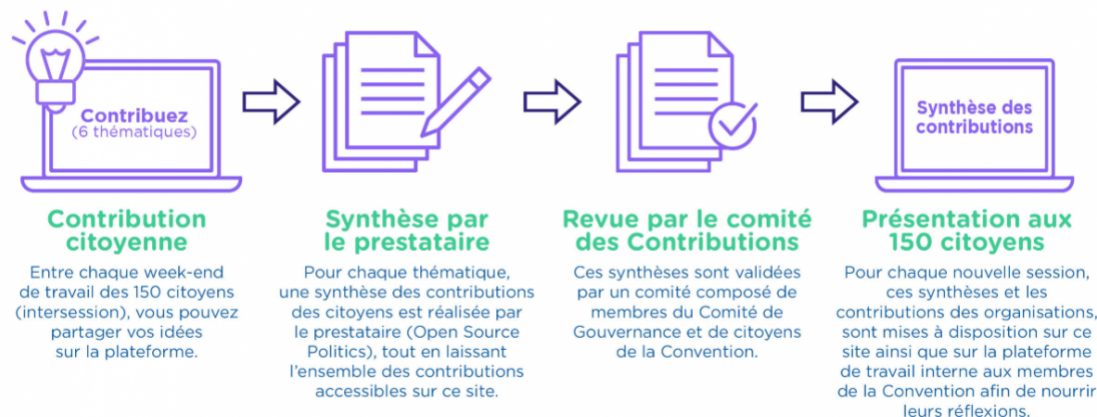 Contribuez
(6 thématiques)
Synthèse des
contributions
Contribution
citoyenne
Entre chaque week-end
de travail des 150 citoyens
(intersession), vous pouvez
partager vos idées
sur la plateforme.
Synthèse par
le prestataire
Pour chaque thématique,
une synthèse des contributions
des citoyens est réalisée par
le prestataire (Open Source
Politics), tout en laissant
l'ensemble des contributions
accessibles sur ce site.
Revue par le comité
des Contributions
Ces synthèses sont validées
par un comité composé de
membres du Comité de
Gouvernance et de citoyens
de la Convention.
Présentation aux
150 citoyens
Pour chaque nouvelle session,
ces synthèses et les
contributions des organisations,
sont mises à disposition sur ce
site ainsi que sur la plateforme
de travail interne aux membres
de la Convention afin de nourrir
leurs réflexions.